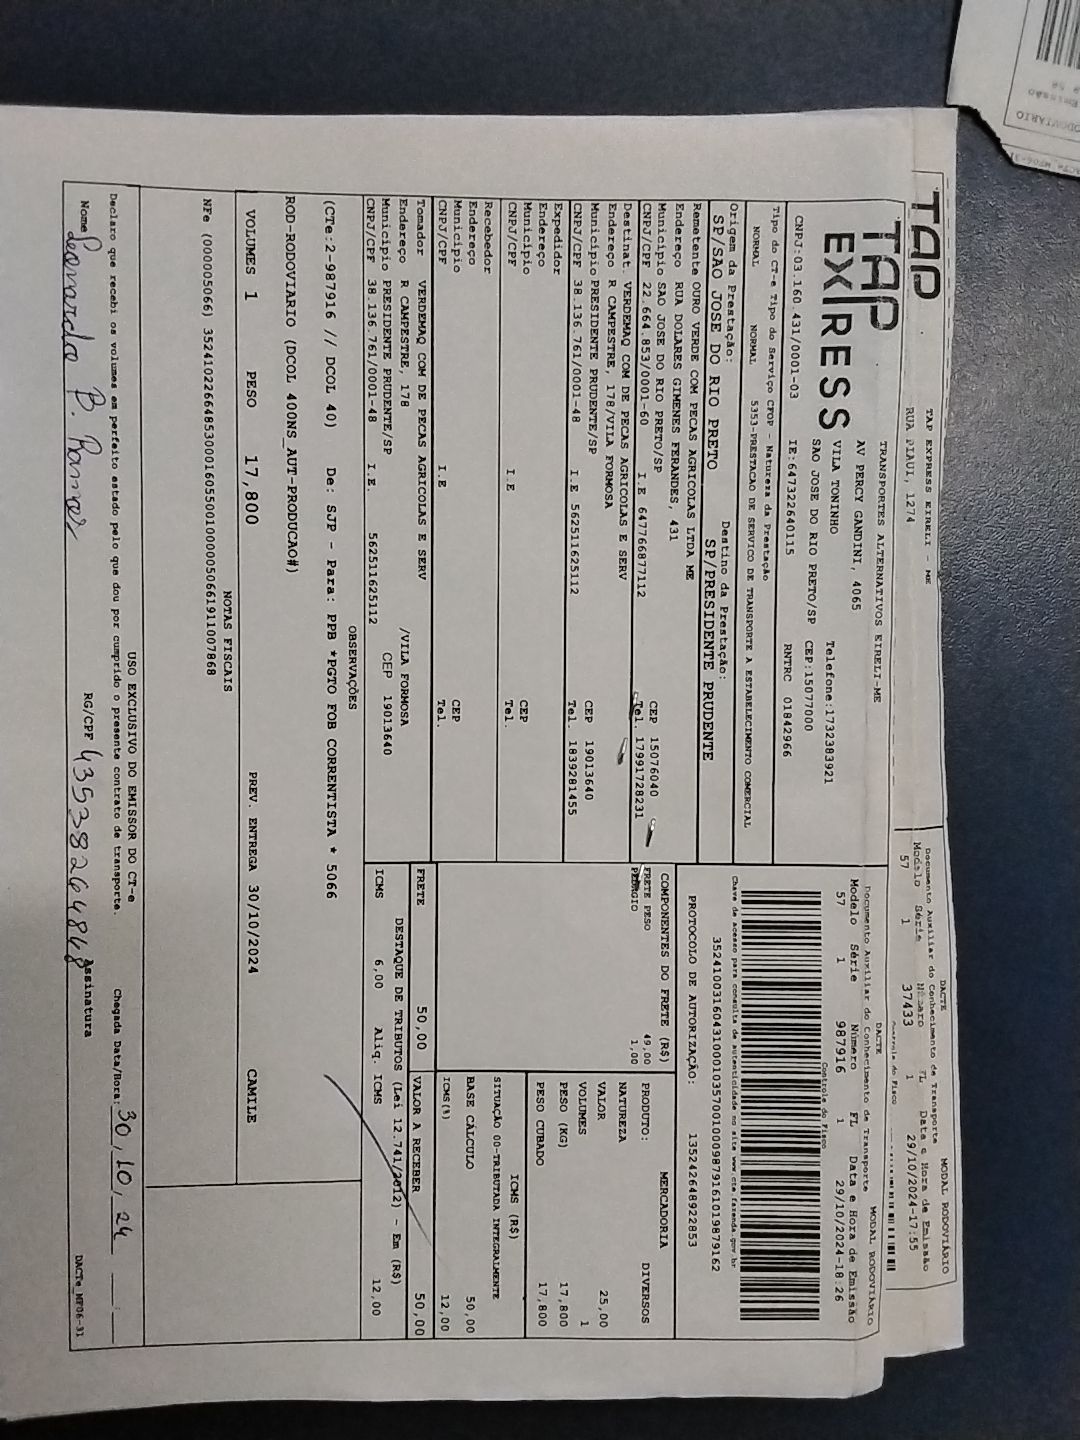 TAP
TAP EXPRESS EIRELI - ME
RUA PIAUI, 1274
DACTE
Documento Auxiliar do Conhecimento de Transporte
MODAL RODOVIÁRIO
Modelo Série Número FL Data e Hora de Emissão
57 1 37433 1 29/10/2024-17:55
TAP
EXPRESS
TRANSPORTES ALTERNATIVOS EIRELI-ME
AV PERCY GANDINI, 4065
VILA TONINHO
SAO JOSE DO RIO PRETO/SP
Telefone:1732383921
CEP:15077000
CNPJ:03.160.431/0001-03 IE:647322640115 RNTRC 01842966
DACTE
Documento Auxiliar do Conhecimento de Transporte
MODAL RODOVIÁRIO
Modelo Série Número FL Data e Hora de Emissão
57 1 987916 1 29/10/2024-18:26
Controle do Fisco
Tipo do CT-e Tipo do Serviço CFOP - Natureza da Prestação
NORMAL NORMAL 5353-PRESTACAO DE SERVICO DE TRANSPORTE A ESTABELECIMENTO COMERCIAL
Chave de acesso para consulta de autenticidade no site www.cte.fazenda.gov.br
35241003160431000103570010009879161019879162
PROTOCOLO DE AUTORIZAÇÃO: 135242648922853
Origem da Prestação: Destino da Prestação:
SP/SAO JOSE DO RIO PRETO SP/PRESIDENTE PRUDENTE
Remetente OURO VERDE COM PECAS AGRICOLAS LTDA ME
Endereço RUA DOLARES GIMENES FERANDES, 431
Município SAO JOSE DO RIO PRETO/SP CEP 15076040
CNPJ/CPF 22.664.853/0001-60 I.E 647766877112 Tel. 17991728231
Destinat. VERDEMAQ COM DE PECAS AGRICOLAS E SERV
Endereço R CAMPESTRE, 178/VILA FORMOSA
Município PRESIDENTE PRUDENTE/SP CEP 19013640
CNPJ/CPF 38.136.761/0001-48 I.E 562511625112 Tel. 1839281455
Expedidor
Endereço
Município CEP
CNPJ/CPF I.E Tel.
Recebedor
Endereço
Município CEP
CNPJ/CPF I.E Tel.
Tomador VERDEMAQ COM DE PECAS AGRICOLAS E SERV
Endereço R CAMPESTRE, 178 /VILA FORMOSA
Município PRESIDENTE PRUDENTE/SP CEP 19013640
CNPJ/CPF 38.136.761/0001-48 I.E. 562511625112
COMPONENTES DO FRETE (R$)
FRETE PESO 49,00
PEDAGIO 1,00
MERCADORIA
PRODUTO: DIVERSOS
NATUREZA
VALOR 25,00
VOLUMES 1
PESO (KG) 17,800
PESO CUBADO 17,800
ICMS (R$)
SITUAÇÃO 00-TRIBUTADA INTEGRALMENTE
BASE CÁLCULO 50,00
ICMS(%) 12,00
FRETE 50,00 VALOR A RECEBER 50,00
DESTAQUE DE TRIBUTOS (Lei 12.741/2012) - Em (R$)
ICMS 6,00 Aliq. ICMS 12,00
OBSERVAÇÕES
(CTe:2-987916 // DCOL 40) De: SJP - Para: PPB *PGTO FOB CORRENTISTA * 5066
ROD-RODOVIARIO (DCOL 400NS_AUT-PRODUCAO#)
VOLUMES 1 PESO 17,800 PREV. ENTREGA 30/10/2024 CAMILE
NOTAS FISCAIS
NFe (000005066) 35241022664853000160550010000050661911007868
USO EXCLUSIVO DO EMISSOR DO CT-e
Declaro que recebi os volumes em perfeito estado pelo que dou por cumprido o presente contrato de transporte. Chegada Data/Hora: 30/10/24
Nome Leonardo B. Ramos RG/CPF 43538264848 Assinatura
DACTe_MF06-31